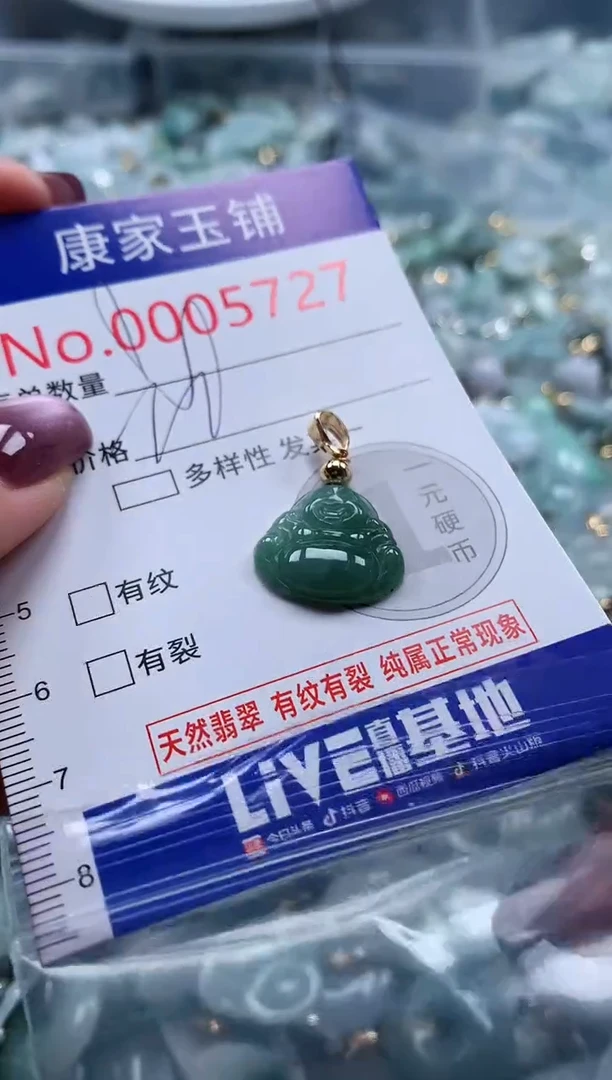 康家玉铺
No.0005727
数量
价格
多样性 发
一元硬币
有纹
有裂
5
6
7
8
天然翡翠 有纹有裂 纯属正常现象
LiVE直播基地
今日头条 抖音 西瓜视频 抖音火山版